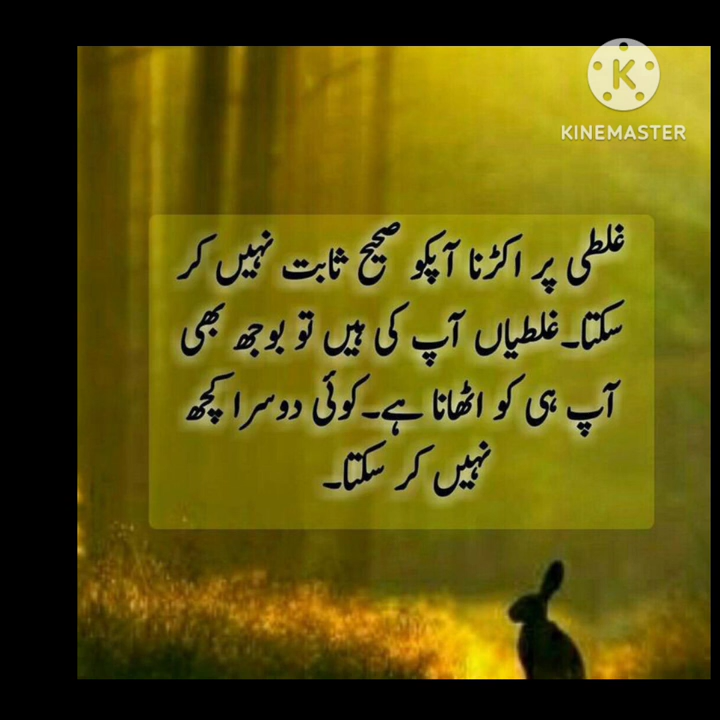 KINEMASTER
غلطی پر اکڑنا آپکو صحیح ثابت نہیں کر
سکتا۔غلطیاں آپ کی ہیں تو بوجھ بھی
آپ ہی کو اٹھانا ہے۔کوئی دوسرا کچھ
نہیں کر سکتا۔